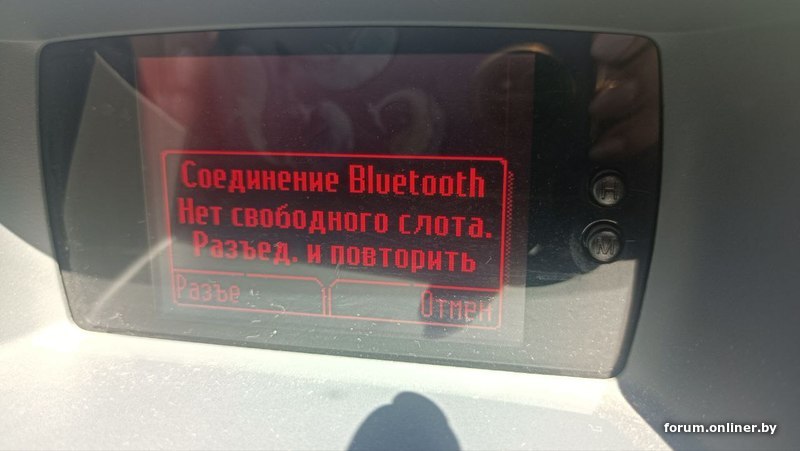 Соединение Bluetooth
Нет свободного слота.
Разъед. и повторить
Разъе Отмен
H
M
forum.onliner.by